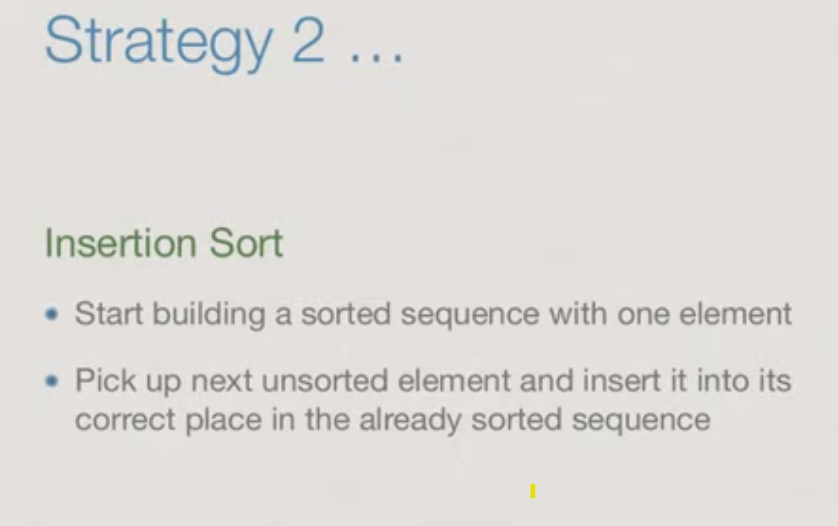 Strategy 2 ...
Insertion Sort
• Start building a sorted sequence with one element
• Pick up next unsorted element and insert it into its
correct place in the already sorted sequence